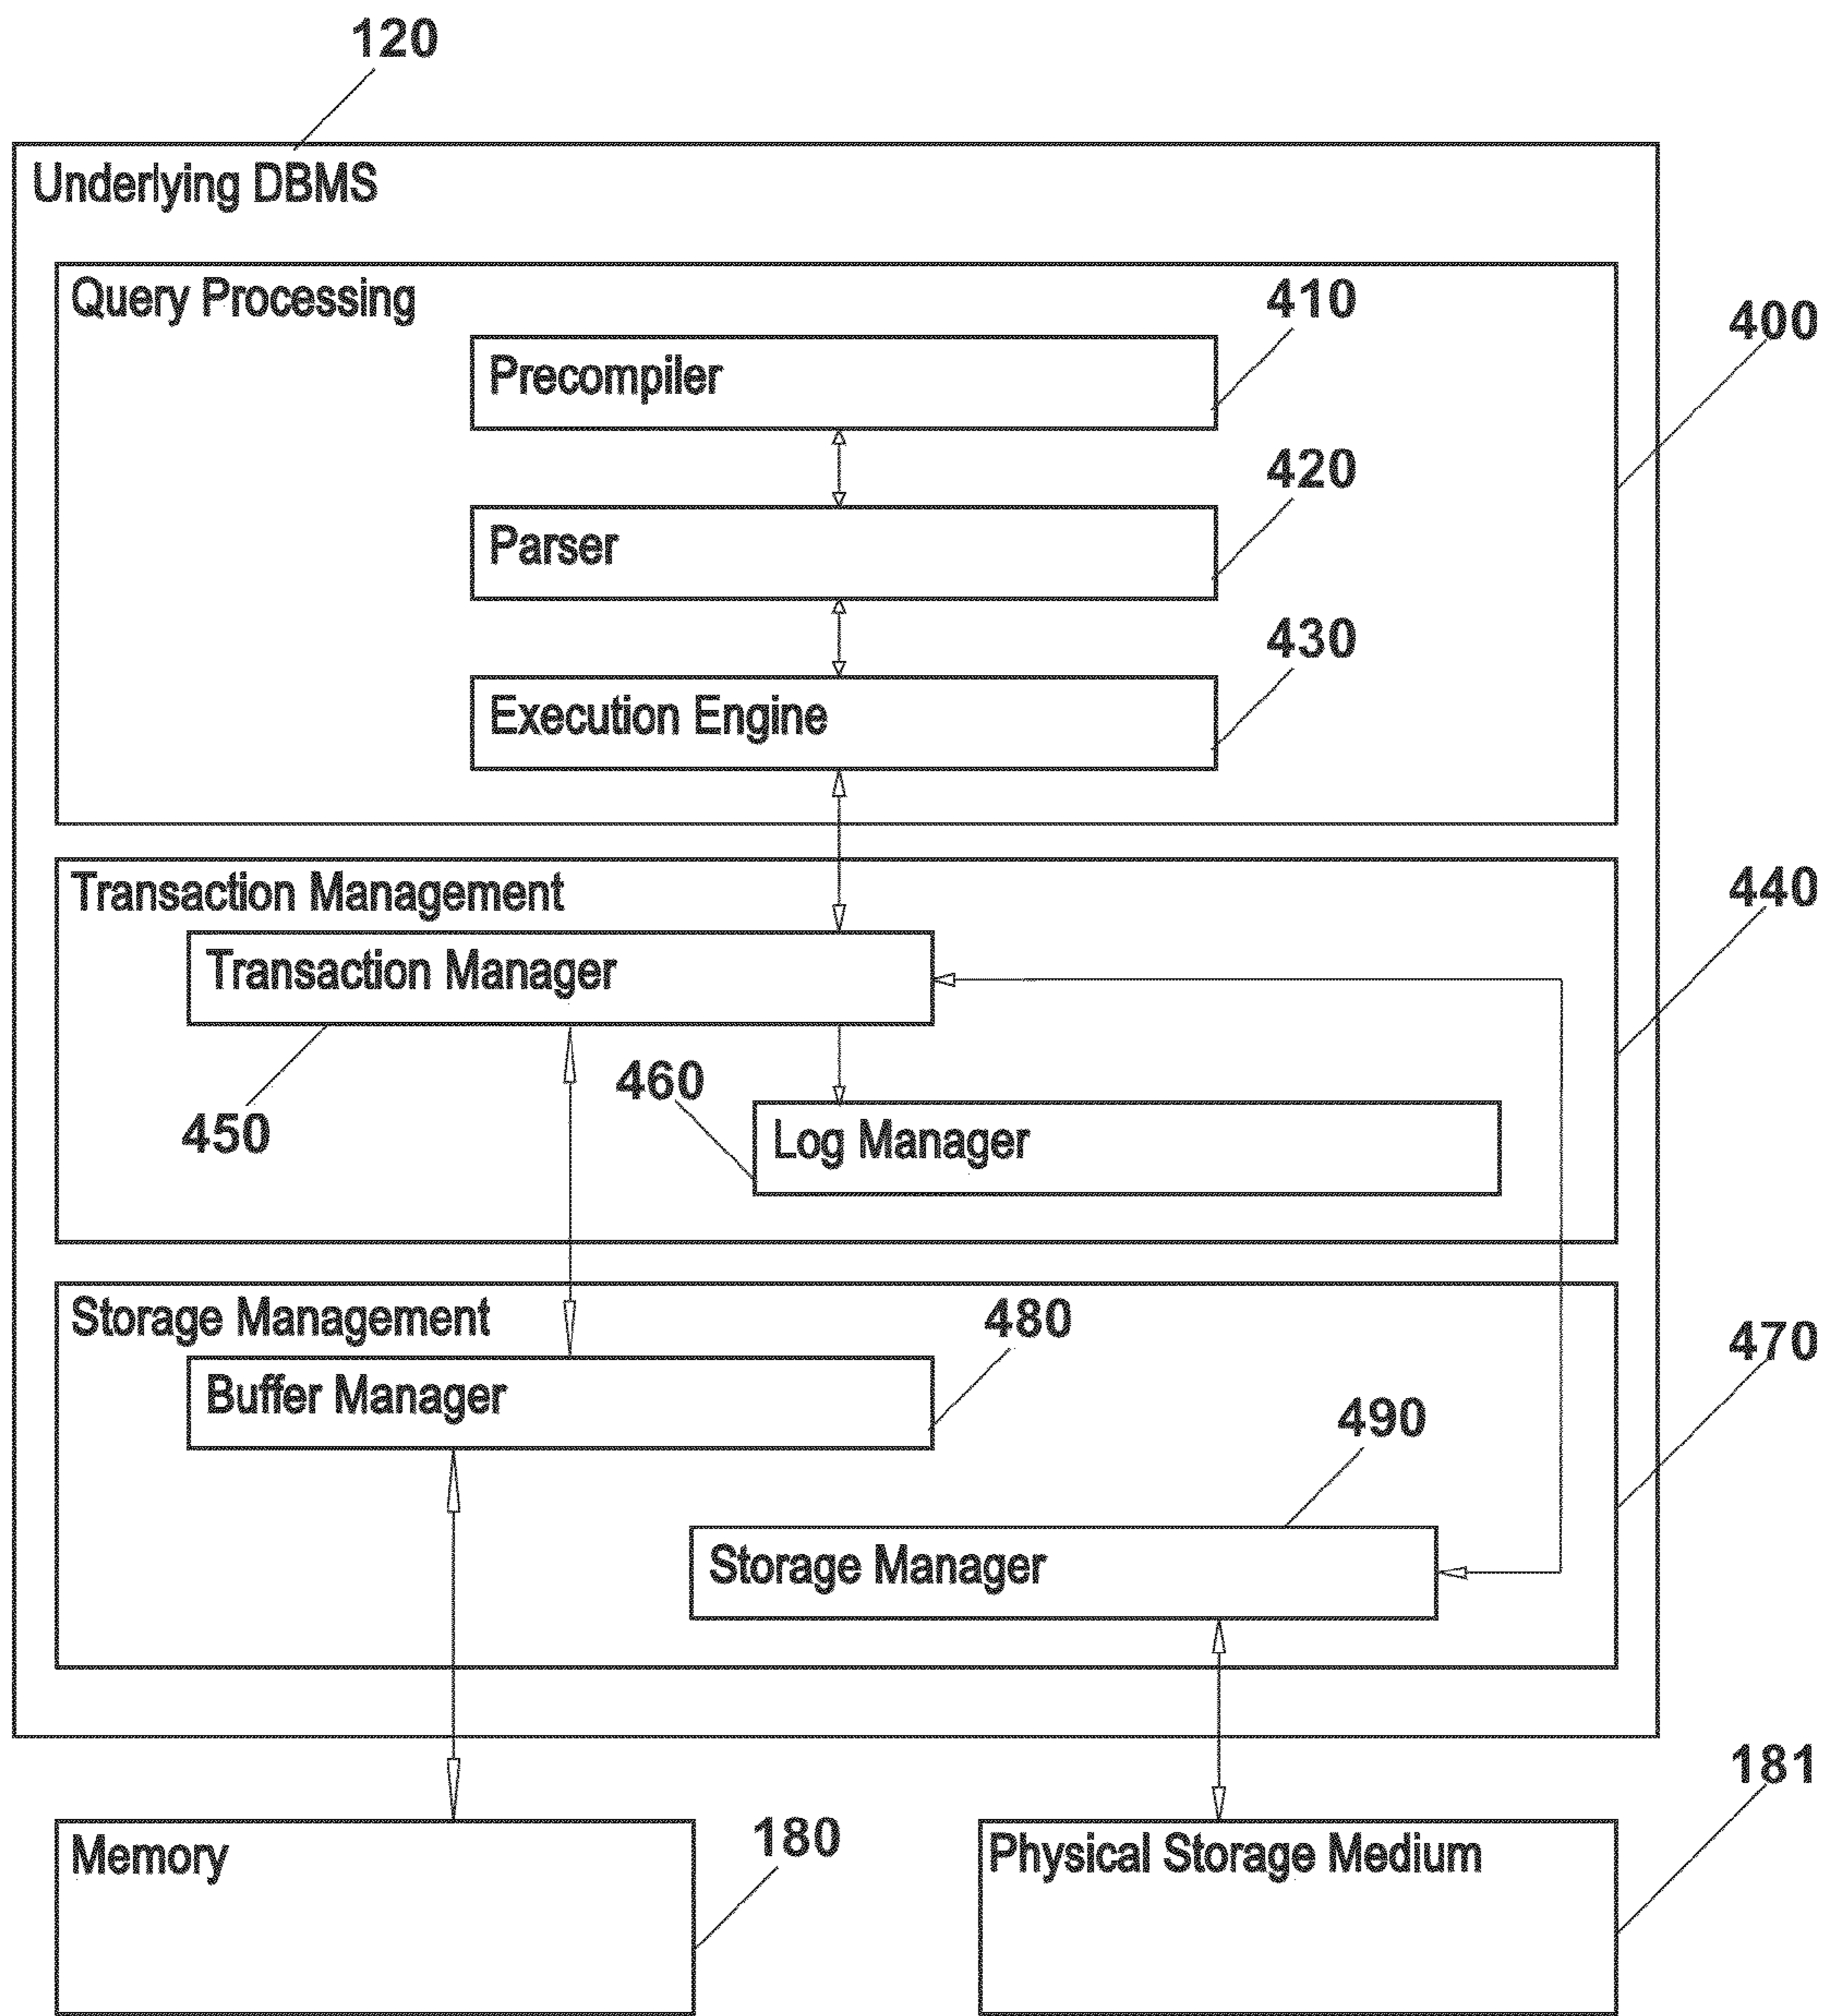 120
Underlying DBMS
Query Processing
410
400
Precompiler
420
Parser
430
Execution Engine
Transaction Management
440
Transaction Manager
460
450
Log Manager
Storage Management
480
470
Buffer Manager
490
Storage Manager
181
180
Memory
Physical Storage Medium